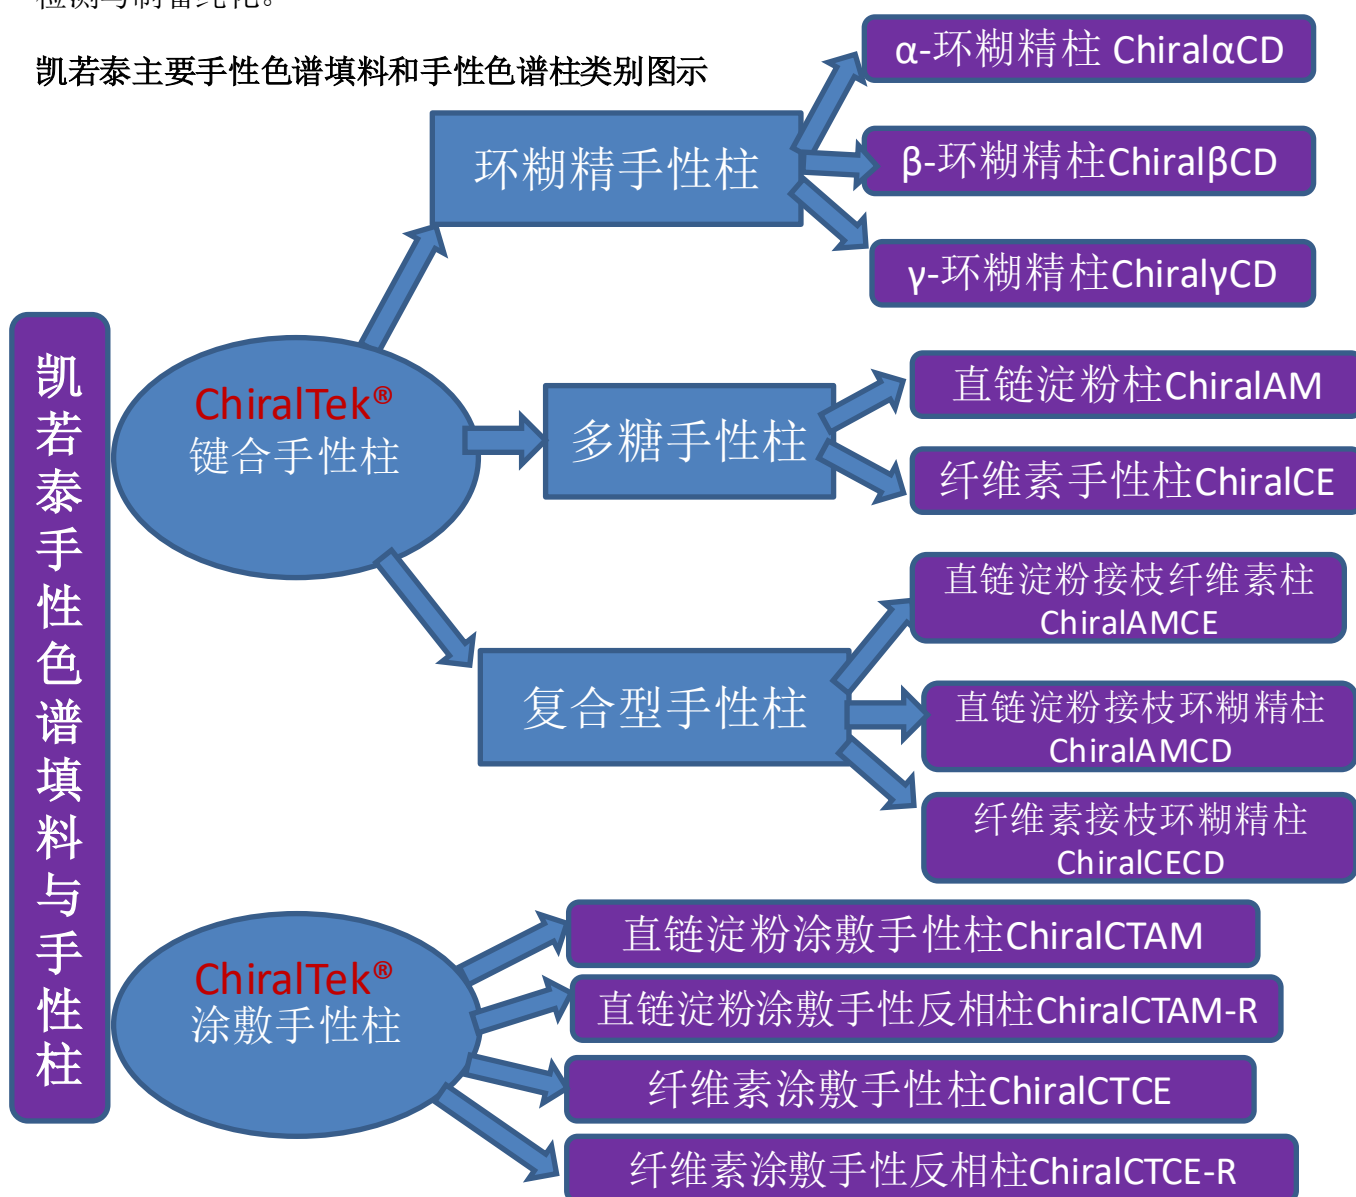 检测与制备纯化。
凯若泰主要手性色谱填料和手性色谱柱类别图示
凯若泰手性色谱填料与手性柱
ChiralTek®
键合手性柱
环糊精手性柱
α-环糊精柱 ChiralαCD
β-环糊精柱ChiralβCD
γ-环糊精柱ChiralγCD
多糖手性柱
直链淀粉柱ChiralAM
纤维素手性柱ChiralCE
复合型手性柱
直链淀粉接枝纤维素柱
ChiralAMCE
直链淀粉接枝环糊精柱
ChiralAMCD
纤维素接枝环糊精柱
ChiralCECD
ChiralTek®
涂敷手性柱
直链淀粉涂敷手性柱ChiralCTAM
直链淀粉涂敷手性反相柱ChiralCTAM-R
纤维素涂敷手性柱ChiralCTCE
纤维素涂敷手性反相柱ChiralCTCE-R